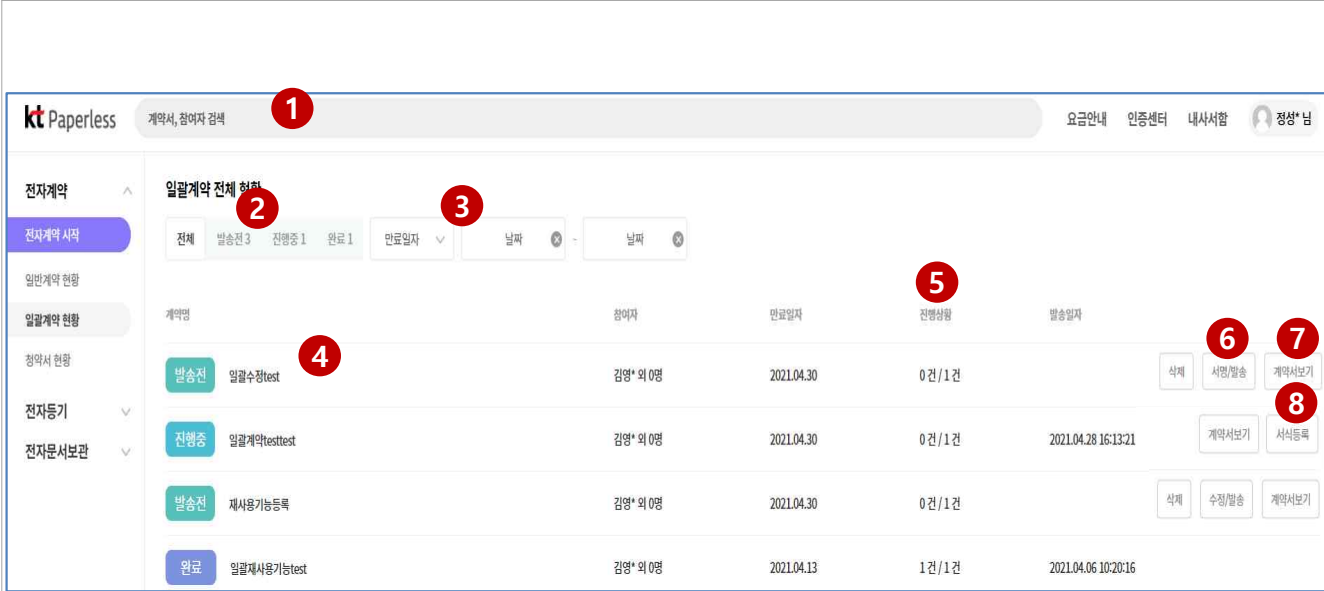 1
kt Paperless 계약서, 참여자 검색 요금안내 인증센터 내사서함 정성* 님
전자계약
전자계약 시작
일반계약 현황
일괄계약 현황
청약서 현황
전자등기
전자문서보관
일괄계약 전체 현황
2 3
전체 발송전 3 진행중 1 완료 1 만료일자 날짜 - 날짜
5
계약명 참여자 만료일자 진행상황 발송일자
4 6 7
발송전 일괄수정test 김영* 외 0명 2021.04.30 0 건 / 1 건 삭제 서명/발송 계약서보기
8
진행중 일괄계약testtest 김영* 외 0명 2021.04.30 0 건 / 1 건 2021.04.28 16:13:21 계약서보기 서식등록
발송전 재사용기능등록 김영* 외 0명 2021.04.30 0 건 / 1 건 삭제 수정/발송 계약서보기
완료 일괄재사용기능test 김영* 외 0명 2021.04.13 1 건 / 1 건 2021.04.06 10:20:16